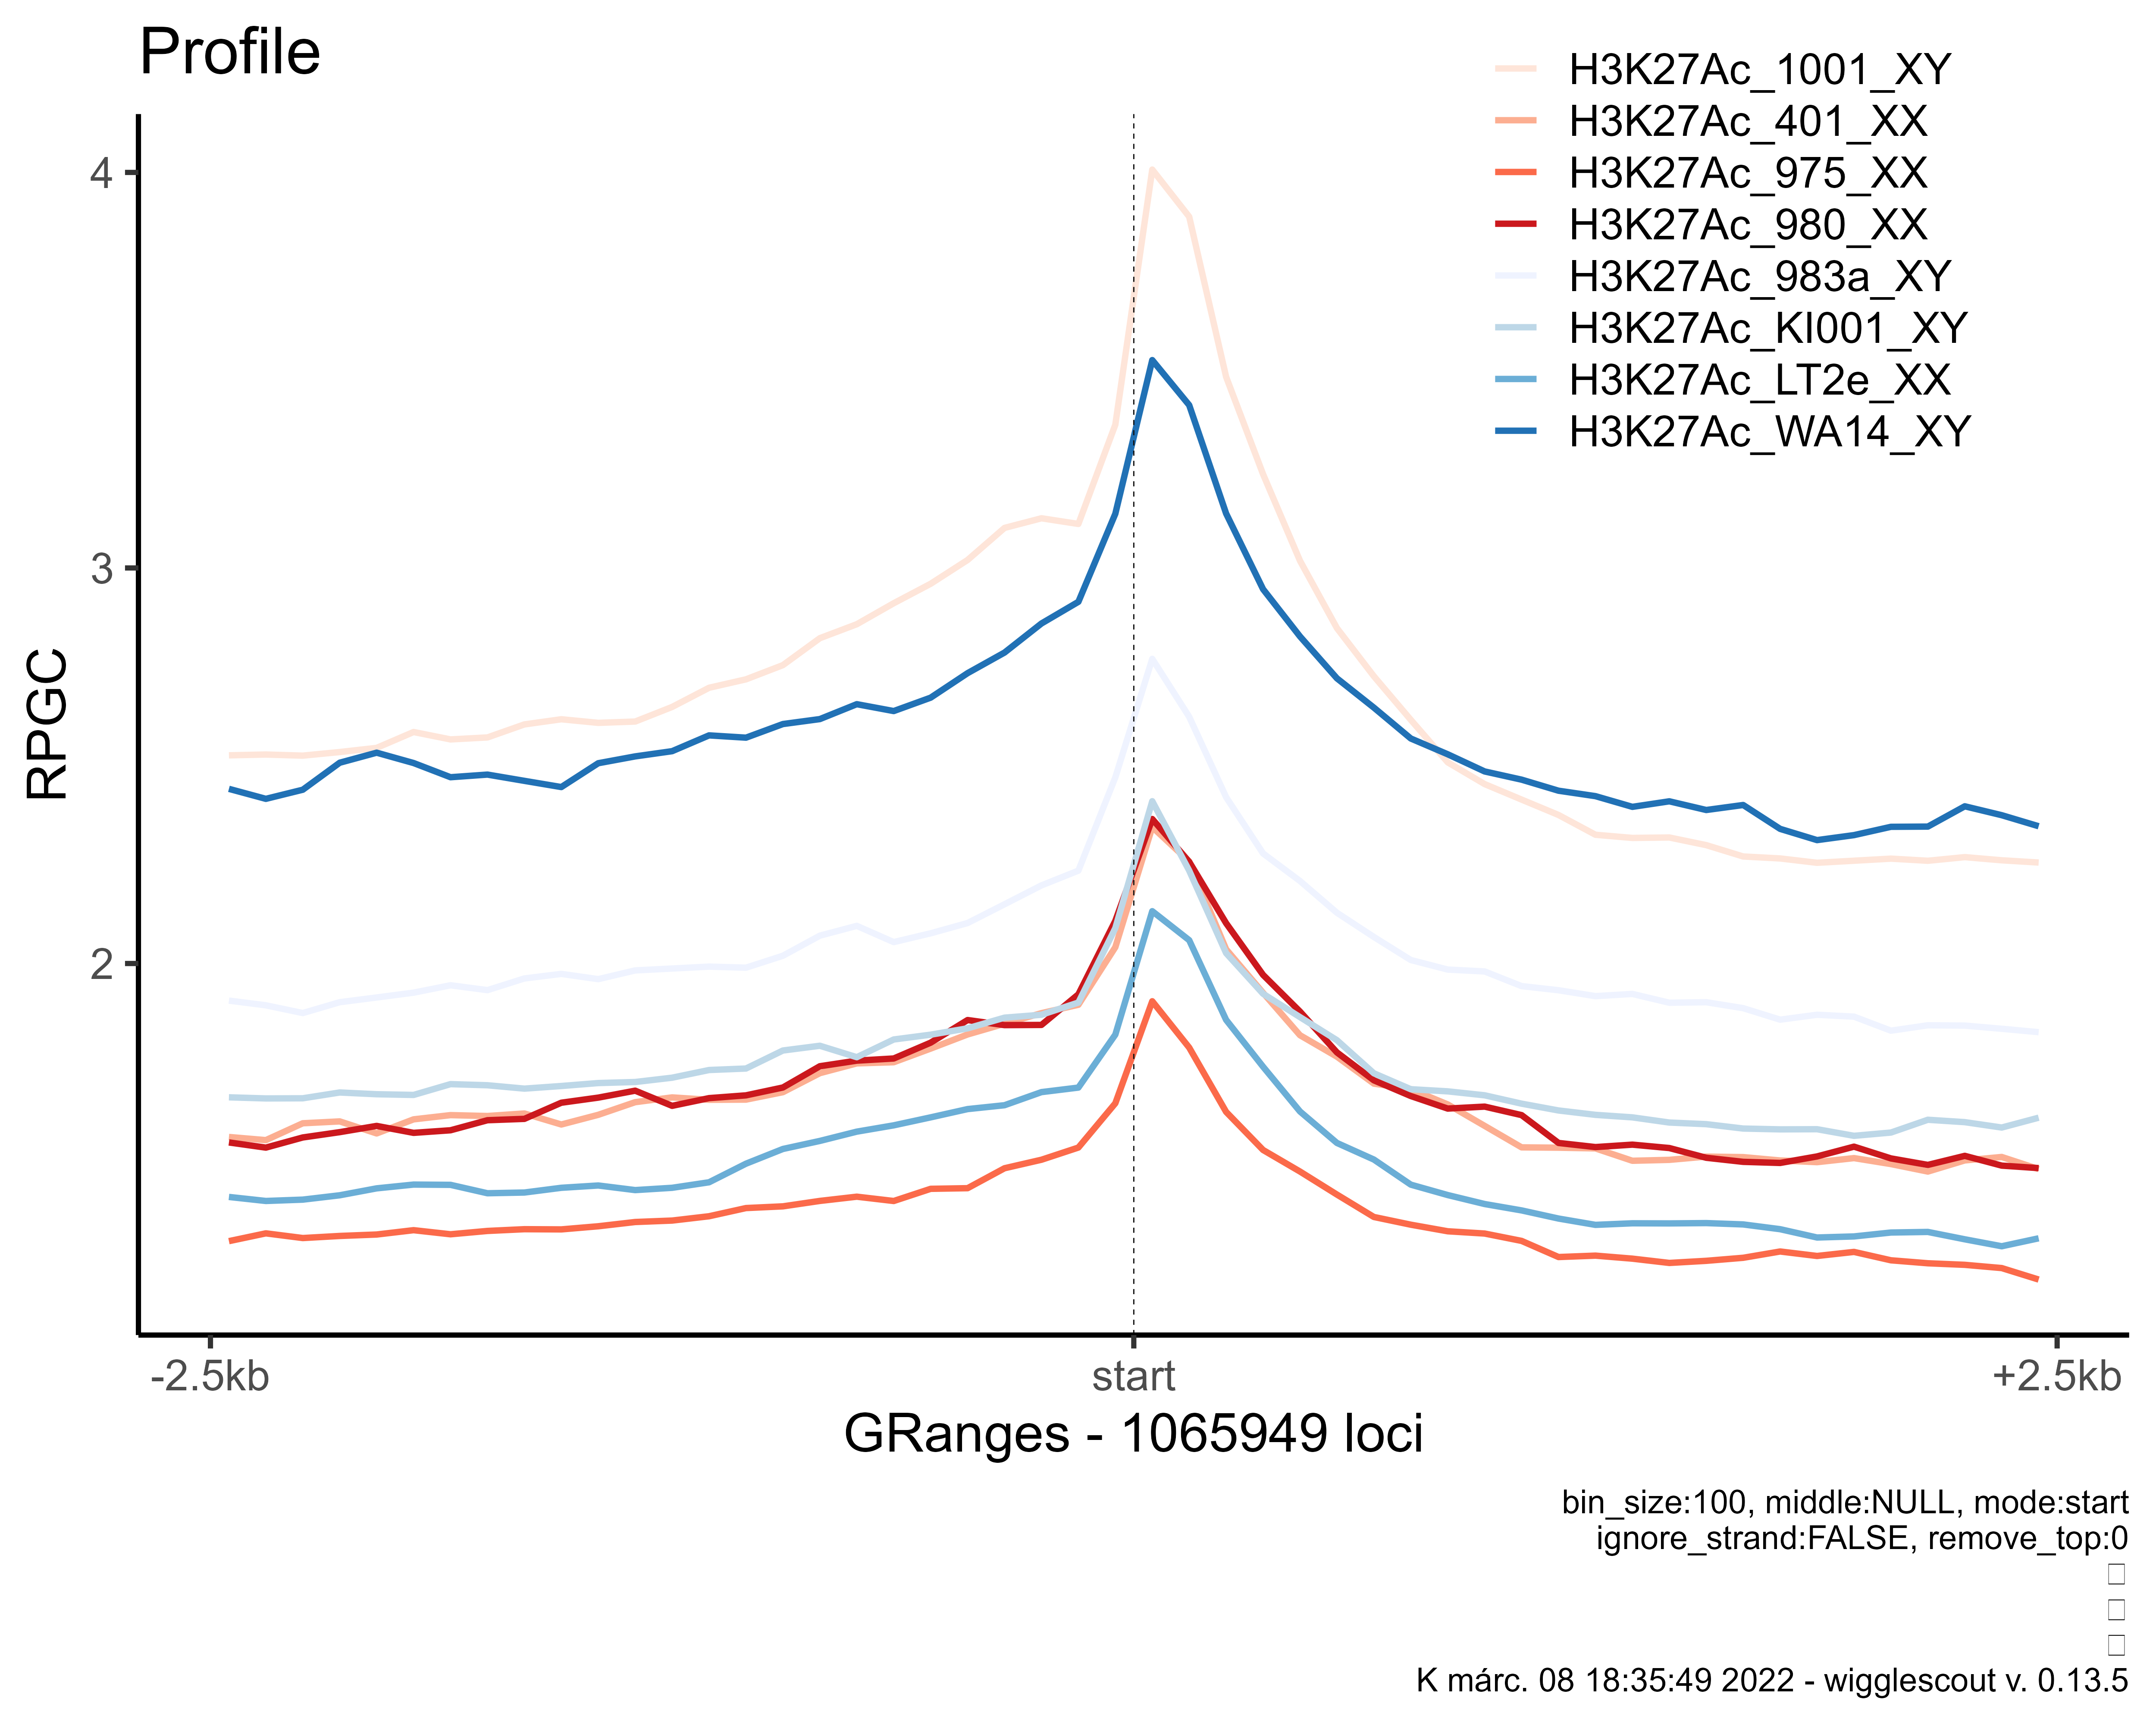 Profile
H3K27Ac_1001_XY
H3K27Ac_401_XX
H3K27Ac_975_XX
H3K27Ac_980_XX
H3K27Ac_983a_XY
H3K27Ac_KI001_XY
H3K27Ac_LT2e_XX
H3K27Ac_WA14_XY
4
3
2
RPGC
-2.5kb start +2.5kb
GRanges - 1065949 loci
bin_size:100, middle:NULL, mode:start
ignore_strand:FALSE, remove_top:0
K márc. 08 18:35:49 2022 - wigglescout v. 0.13.5